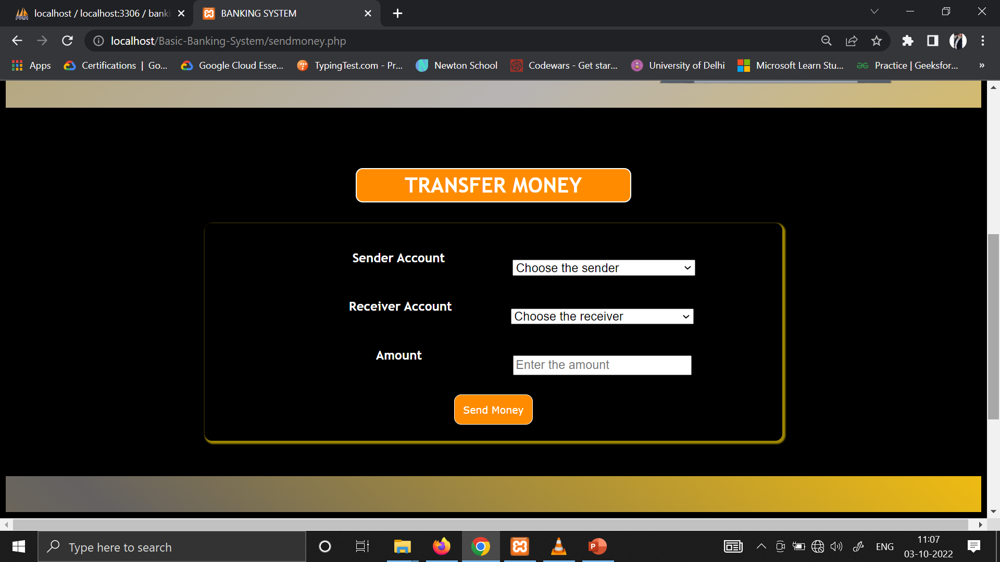 localhost / localhost:3306 / banki
BANKING SYSTEM
localhost/Basic-Banking-System/sendmoney.php
Apps
Certifications | Go...
Google Cloud Esse...
TypingTest.com - Pr...
Newton School
Codewars - Get star...
University of Delhi
Microsoft Learn Stu...
Practice | Geeksfor...
»
TRANSFER MONEY
Sender Account
Choose the sender
Receiver Account
Choose the receiver
Amount
Enter the amount
Send Money
Type here to search
ENG
11:07
03-10-2022